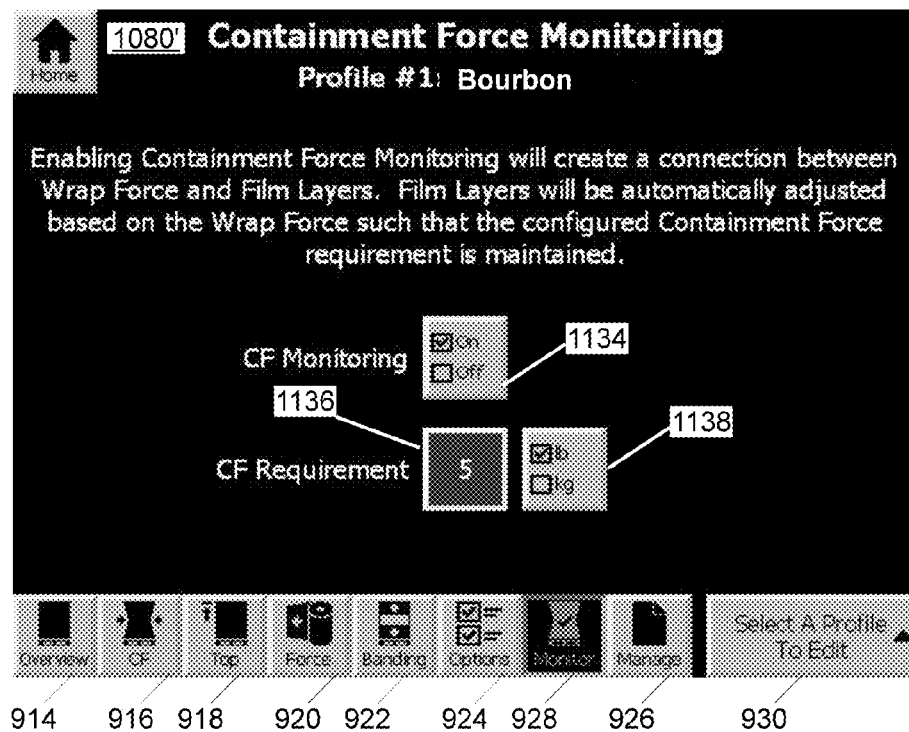 Home
1080' Containment Force Monitoring
Profile #1: Bourbon
Enabling Containment Force Monitoring will create a connection between
Wrap Force and Film Layers. Film Layers will be automatically adjusted
based on the Wrap Force such that the configured Containment Force
requirement is maintained.
CF Monitoring
On
Off
1134
1136
1138
CF Requirement
5
lb
kg
Overview
CF
Top
Force
Banding
Options
Monitor
Manage
Select A Profile
To Edit
914 916 918 920 922 924 928 926 930